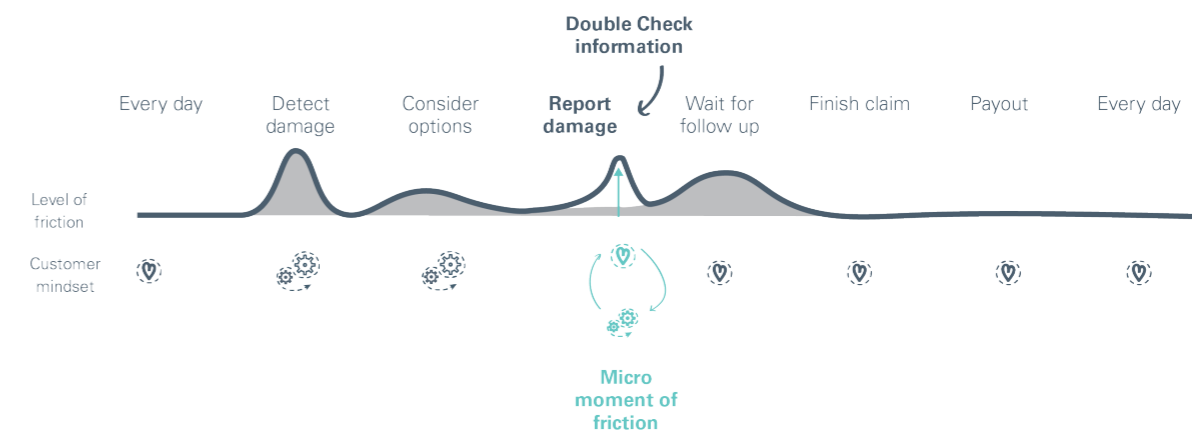 Double Check
information
Every day
Detect
damage
Consider
options
Report
damage
Wait for
follow up
Finish claim
Payout
Every day
Level of
friction
Customer
mindset
Micro
moment of
friction